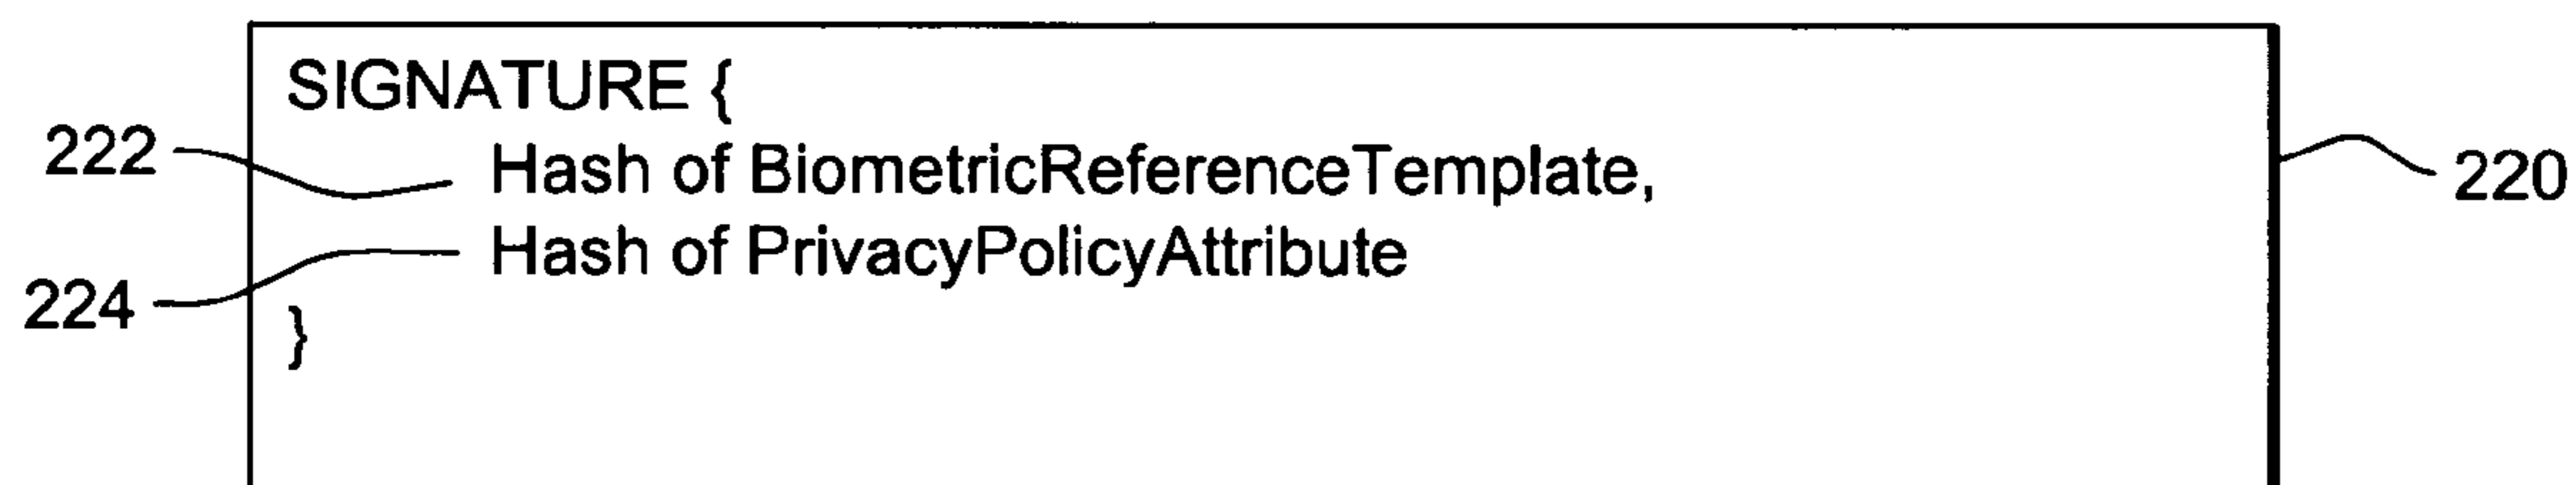 SIGNATURE {
222 Hash of BiometricReferenceTemplate, 220
224 Hash of PrivacyPolicyAttribute
}